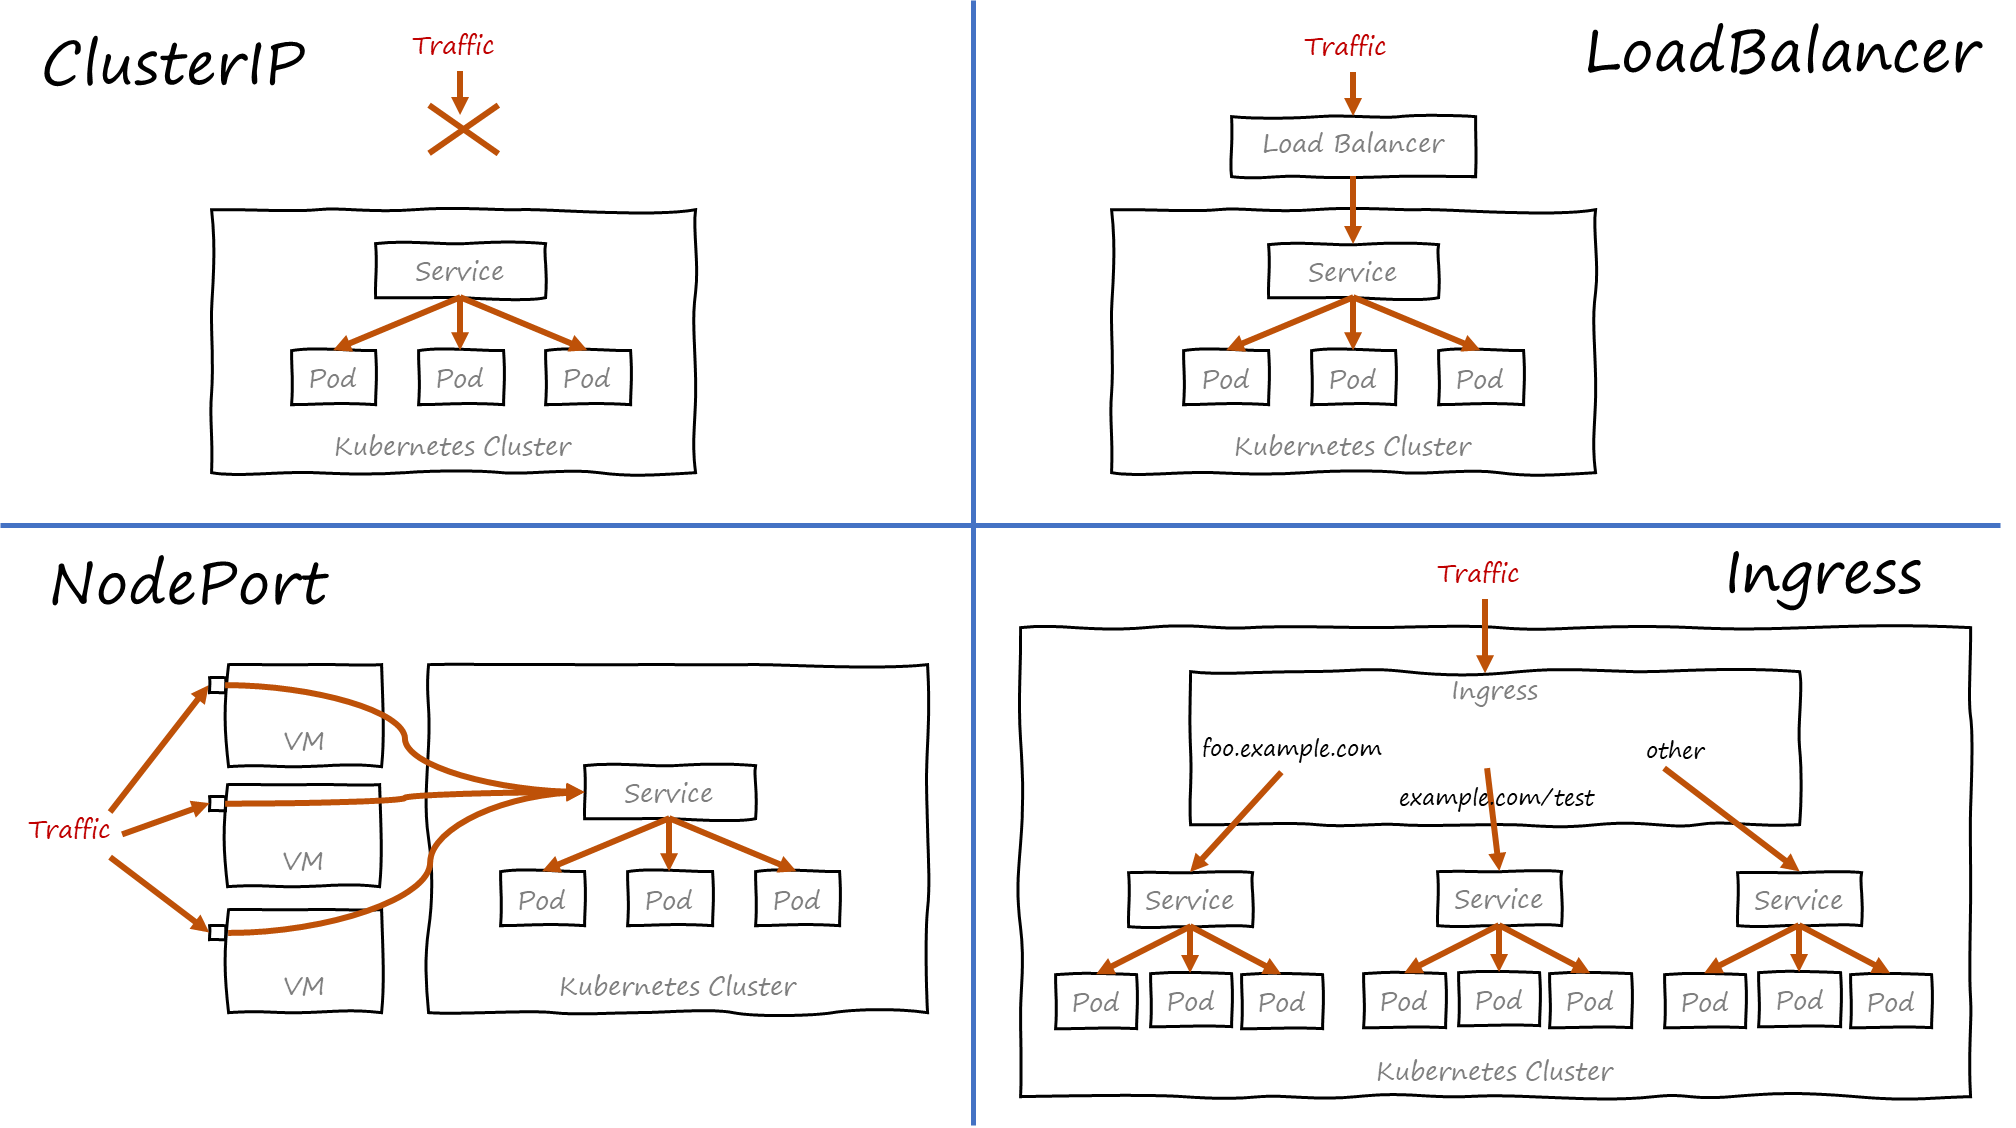 ClusterIP
Traffic
Service
Pod Pod Pod
Kubernetes Cluster
LoadBalancer
Traffic
Load Balancer
Service
Pod Pod Pod
Kubernetes Cluster
NodePort
Traffic
VM
VM
VM
Service
Pod Pod Pod
Kubernetes Cluster
Ingress
Traffic
Ingress
foo.example.com
example.com/test
other
Service Service Service
Pod Pod Pod Pod Pod Pod Pod Pod Pod
Kubernetes Cluster